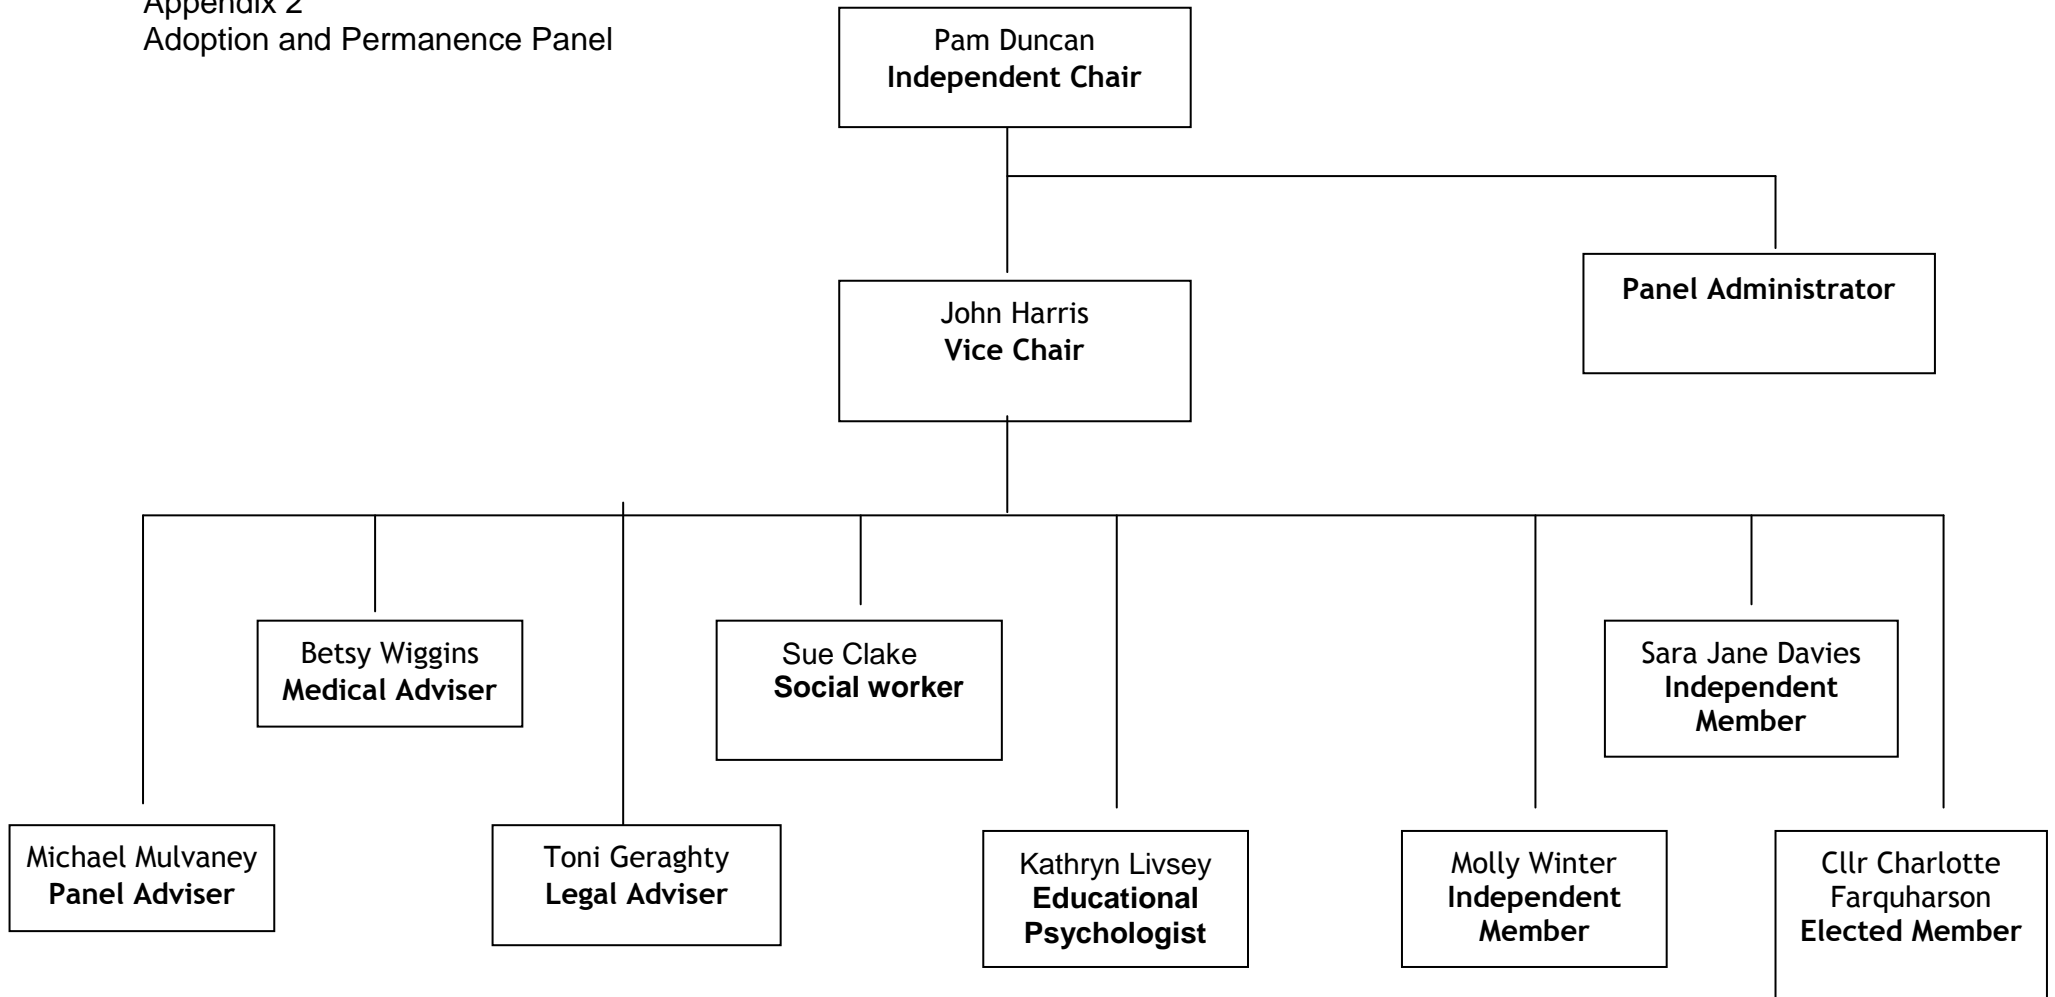 Appendix 2
Adoption and Permanence Panel
Pam Duncan
Independent Chair
John Harris
Vice Chair
Panel Administrator
Betsy Wiggins
Medical Adviser
Sue Clake
Social worker
Sara Jane Davies
Independent
Member
Michael Mulvaney
Panel Adviser
Toni Geraghty
Legal Adviser
Kathryn Livsey
Educational
Psychologist
Molly Winter
Independent
Member
Cllr Charlotte
Farquharson
Elected Member